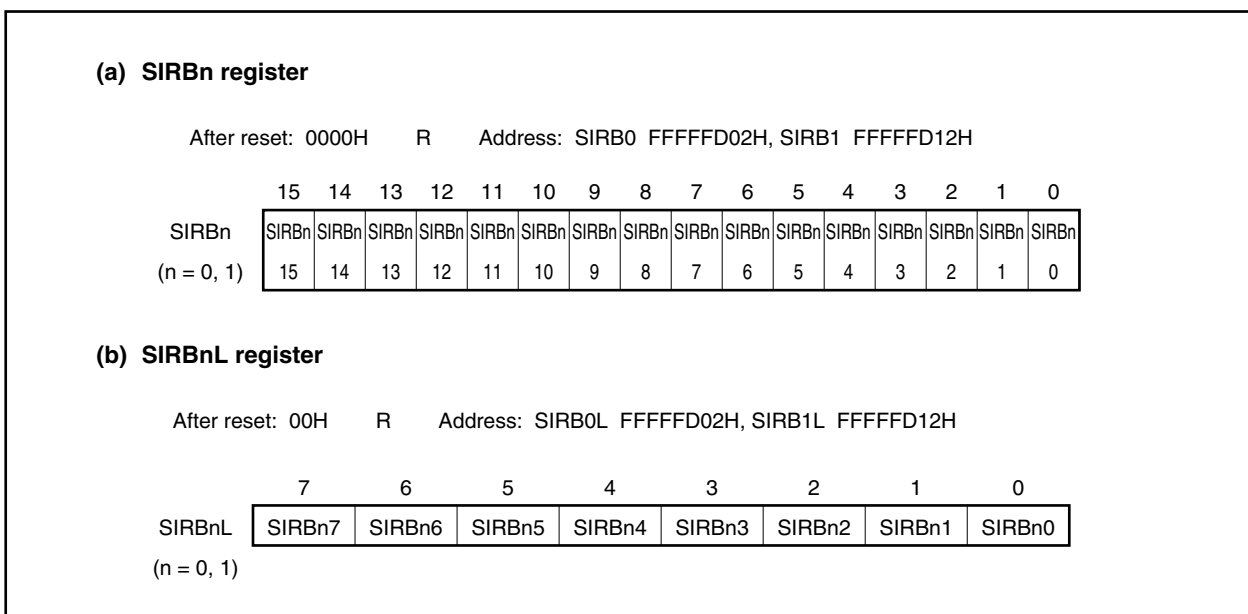 (a) SIRBn register
After reset: 0000H R Address: SIRB0 FFFFFD02H, SIRB1 FFFFFD12H
15 14 13 12 11 10 9 8 7 6 5 4 3 2 1 0
SIRBn SIRBn SIRBn SIRBn SIRBn SIRBn SIRBn SIRBn SIRBn SIRBn SIRBn SIRBn SIRBn SIRBn SIRBn SIRBn SIRBn
(n = 0, 1) 15 14 13 12 11 10 9 8 7 6 5 4 3 2 1 0
(b) SIRBnL register
After reset: 00H R Address: SIRB0L FFFFFD02H, SIRB1L FFFFFD12H
7 6 5 4 3 2 1 0
SIRBnL SIRBn7 SIRBn6 SIRBn5 SIRBn4 SIRBn3 SIRBn2 SIRBn1 SIRBn0
(n = 0, 1)